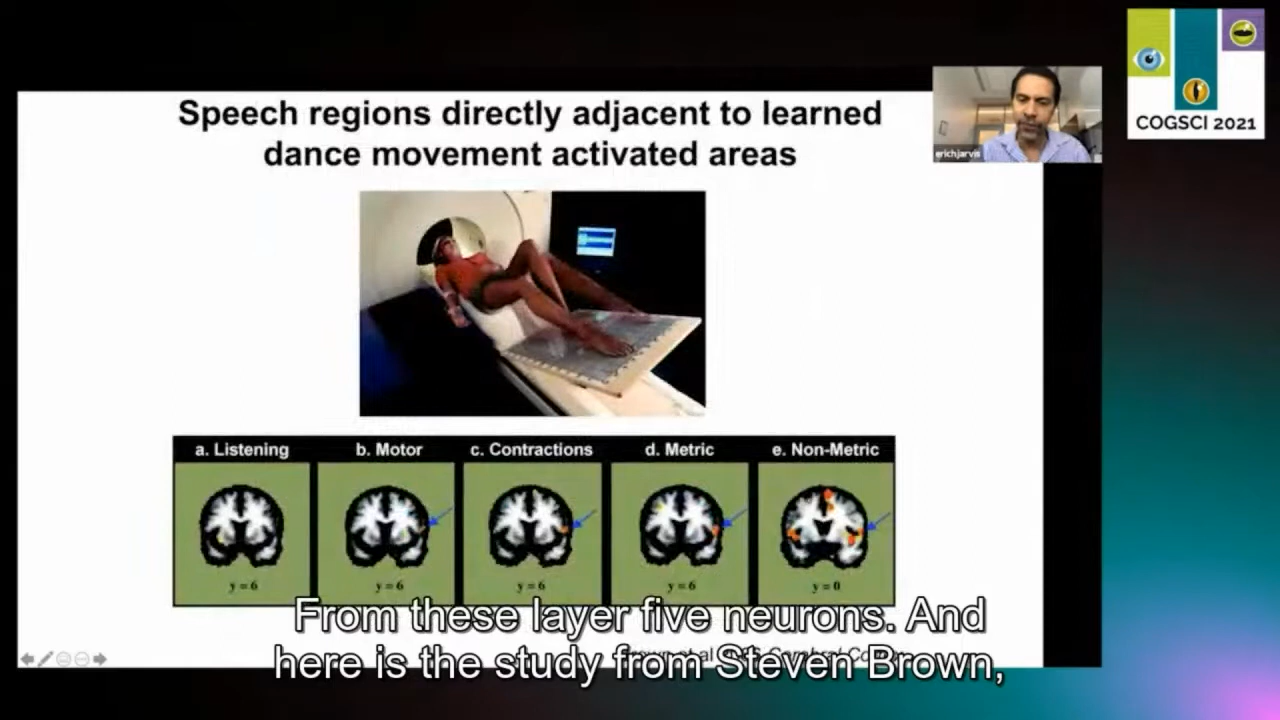 Speech regions directly adjacent to learned
dance movement activated areas
erichjarvis
COGSCI 2021
a. Listening
b. Motor
c. Contractions
d. Metric
e. Non-Metric
y = 6
y = 6
y = 6
y = 6
y = 0
From these layer five neurons. And
here is the study from Steven Brown,